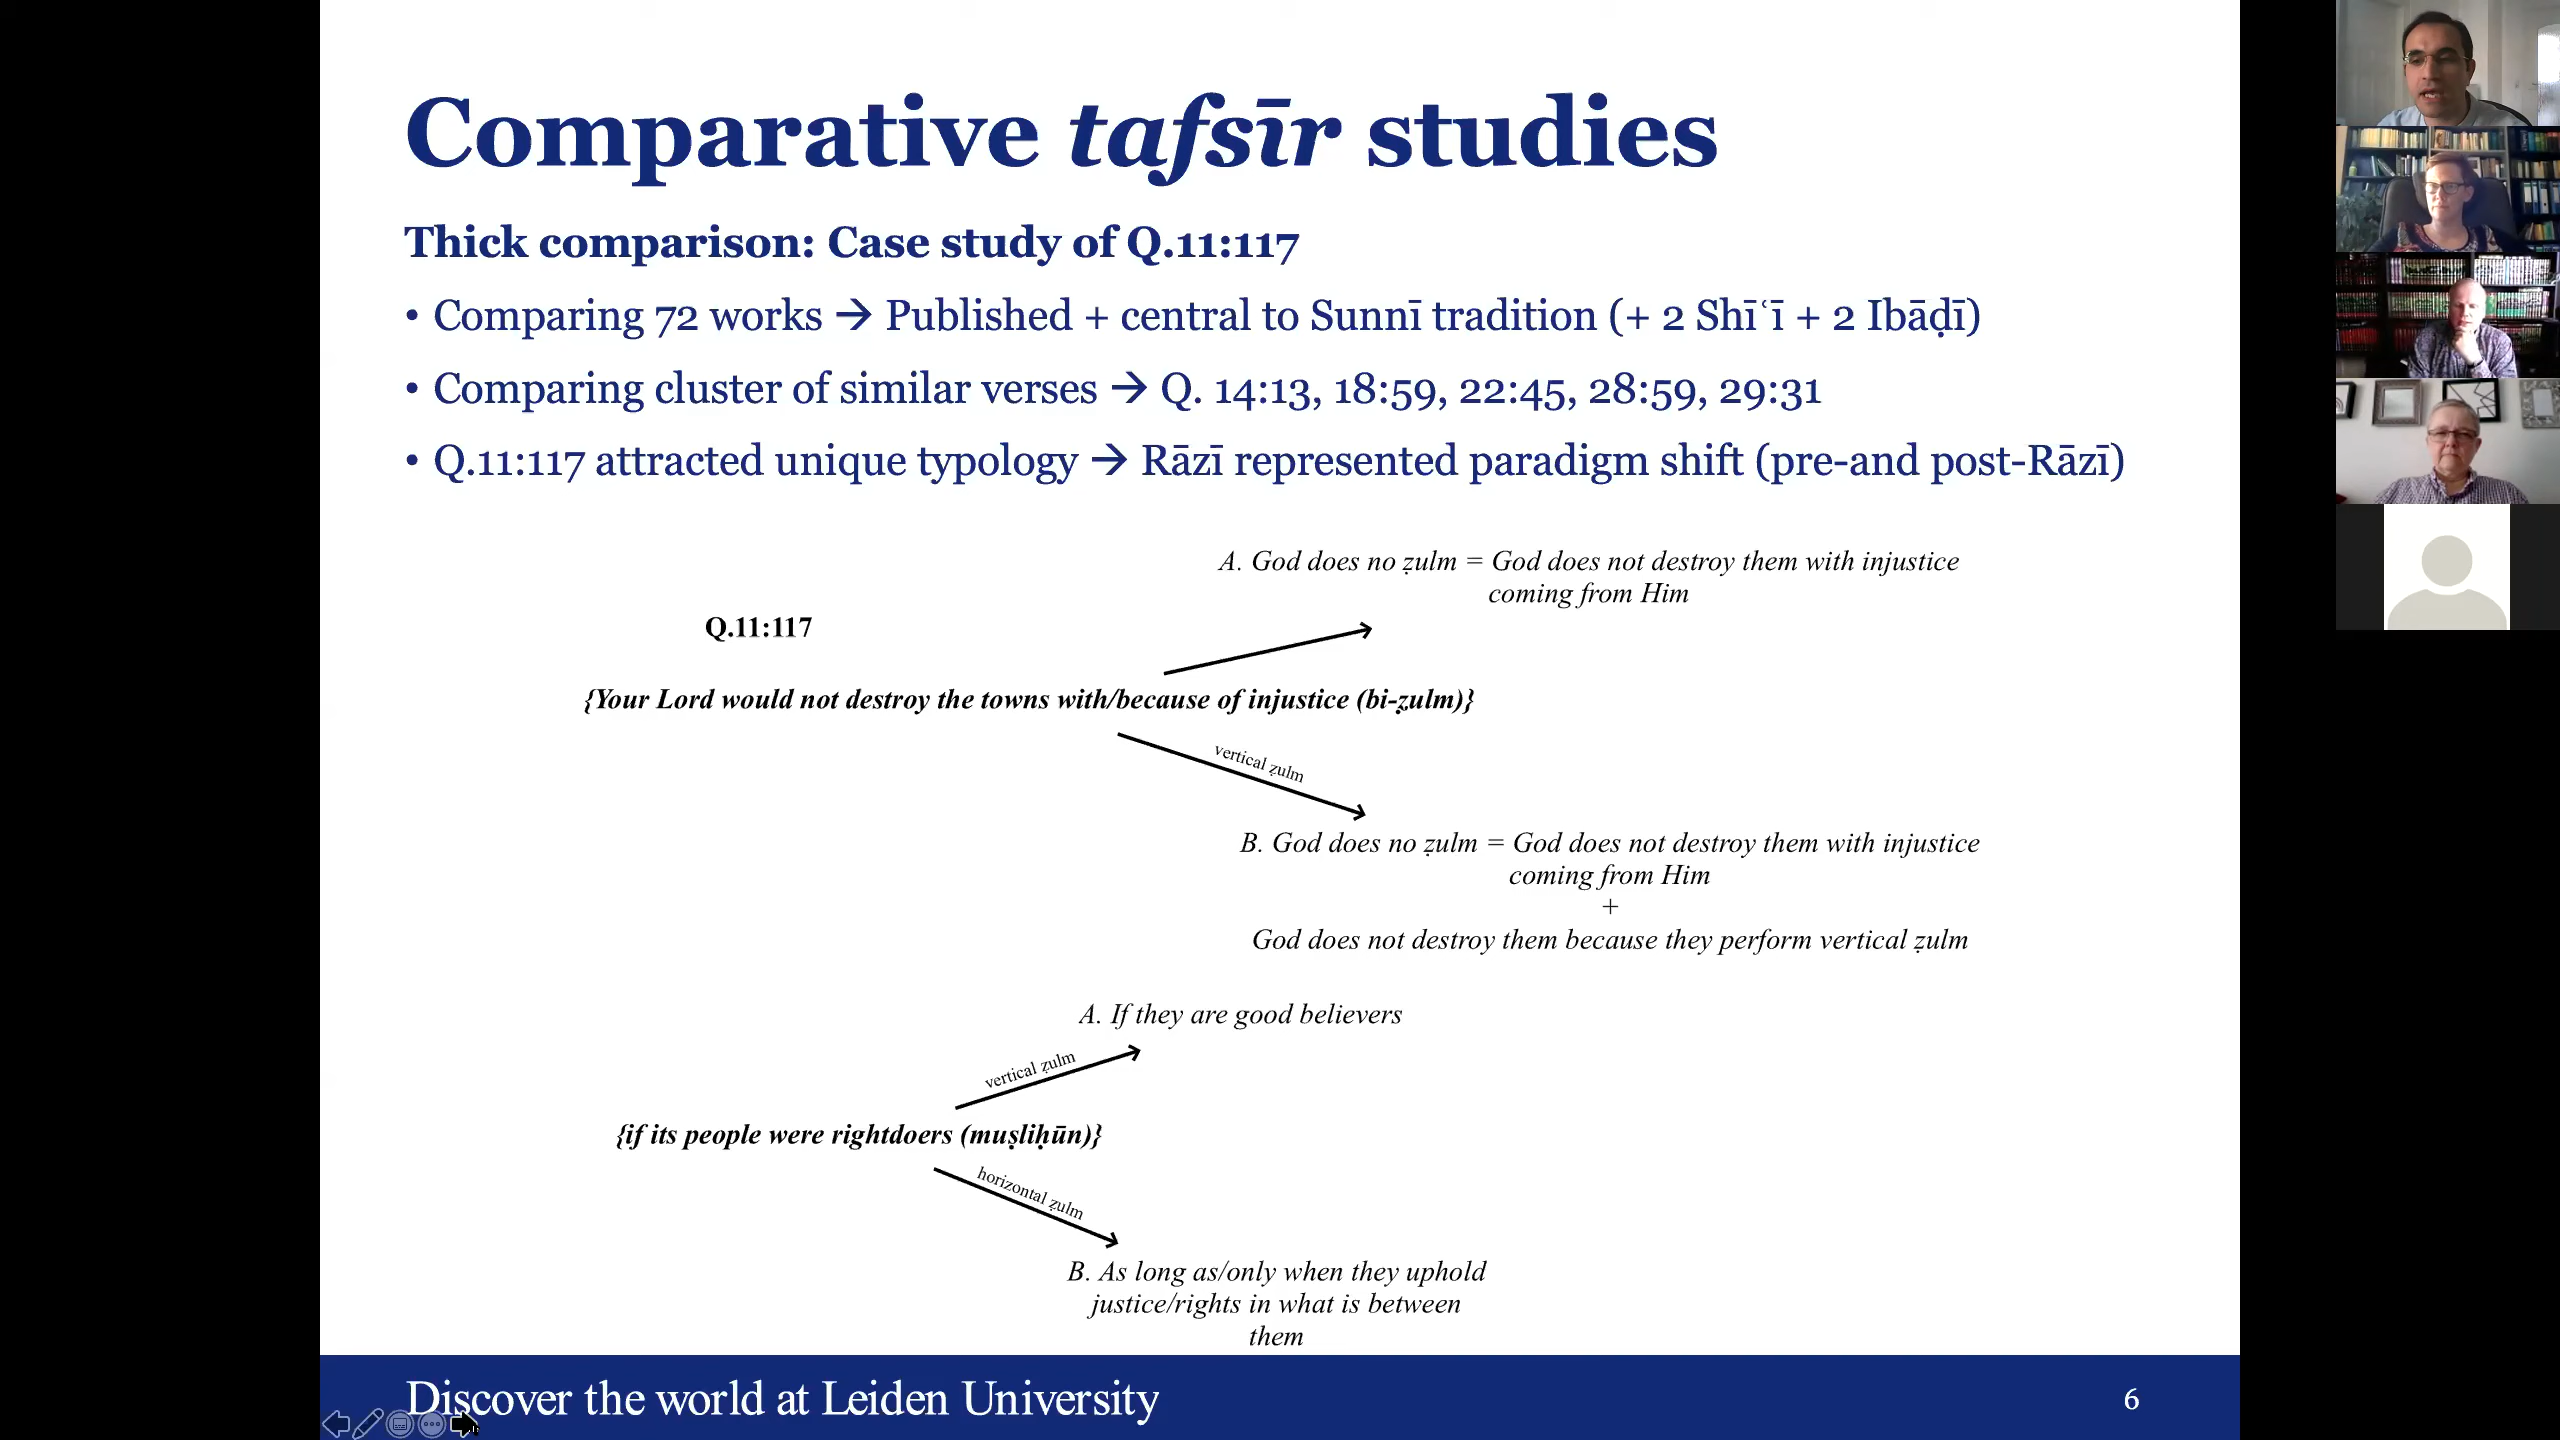 Comparative tafsīr studies
Thick comparison: Case study of Q.11:117
• Comparing 72 works → Published + central to Sunnī tradition (+ 2 Shīʿī + 2 Ibāḍī)
• Comparing cluster of similar verses → Q. 14:13, 18:59, 22:45, 28:59, 29:31
• Q.11:117 attracted unique typology → Rāzī represented paradigm shift (pre-and post-Rāzī)
A. God does no ẓulm = God does not destroy them with injustice
coming from Him
Q.11:117
{Your Lord would not destroy the towns with/because of injustice (bi-ẓulm)}
vertical ẓulm
B. God does no ẓulm = God does not destroy them with injustice
coming from Him
+
God does not destroy them because they perform vertical ẓulm
A. If they are good believers
vertical ẓulm
{if its people were rightdoers (muṣliḥūn)}
horizontal ẓulm
B. As long as/only when they uphold
justice/rights in what is between
them
Discover the world at Leiden University
6